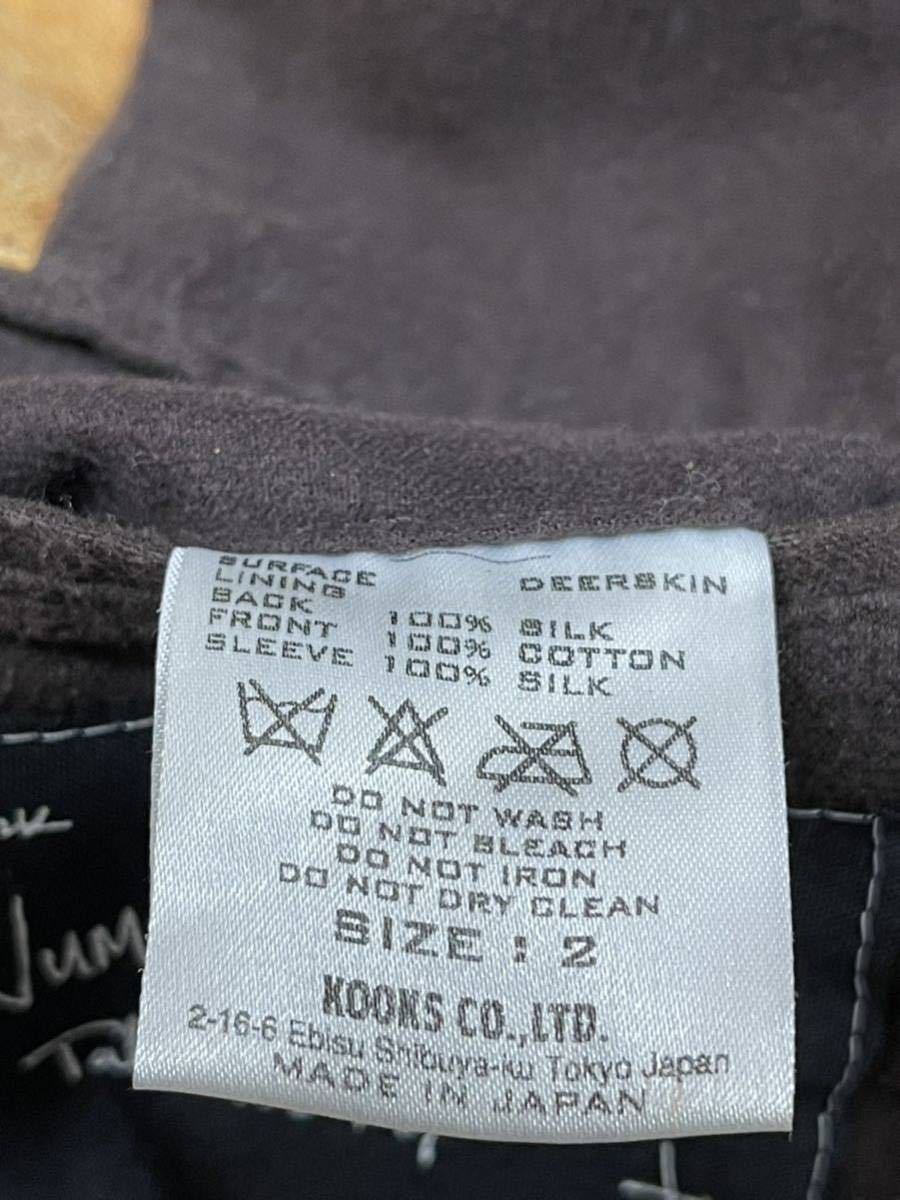 SURFACE DEERSKIN
LINING
BACK 100% SILK
FRONT 100% COTTON
SLEEVE 100% SILK
DO NOT WASH
DO NOT BLEACH
DO NOT IRON
DO NOT DRY CLEAN
SIZE : 2
KOOKS CO.,LTD.
2-16-6 Ebisu Shibuya-ku Tokyo Japan
MADE IN JAPAN